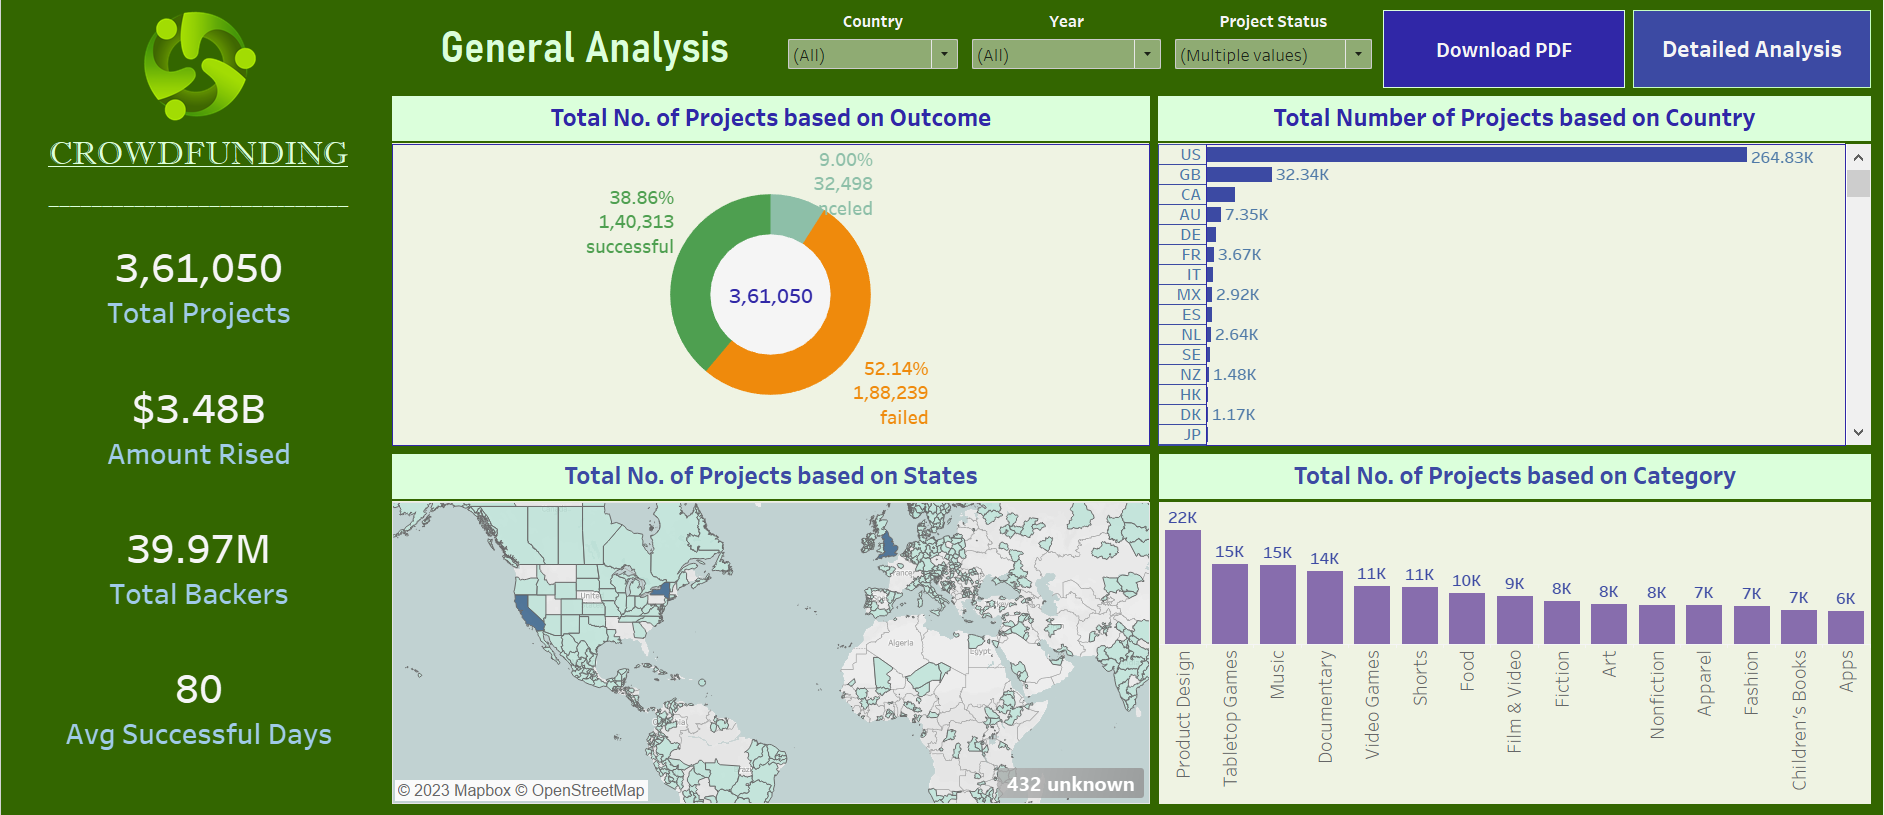 CROWDFUNDING
3,61,050
Total Projects
$3.48B
Amount Rised
39.97M
Total Backers
80
Avg Successful Days
General Analysis
Country
(All)
Year
(All)
Project Status
(Multiple values)
Download PDF
Detailed Analysis
Total No. of Projects based on Outcome
9.00%
32,498
nceled
38.86%
1,40,313
successful
3,61,050
52.14%
1,88,239
failed
Total Number of Projects based on Country
US 264.83K
GB 32.34K
CA
AU 7.35K
DE
FR 3.67K
IT
MX 2.92K
ES
NL 2.64K
SE
NZ 1.48K
HK
DK 1.17K
JP
Total No. of Projects based on States
Unite
Algeria
Egypt
© 2023 Mapbox © OpenStreetMap
432 unknown
Total No. of Projects based on Category
22K
15K
15K
14K
11K
11K
10K
9K
8K
8K
8K
7K
7K
7K
6K
Product Design
Tabletop Games
Music
Documentary
Video Games
Shorts
Food
Film & Video
Fiction
Art
Nonfiction
Apparel
Fashion
Children's Books
Apps